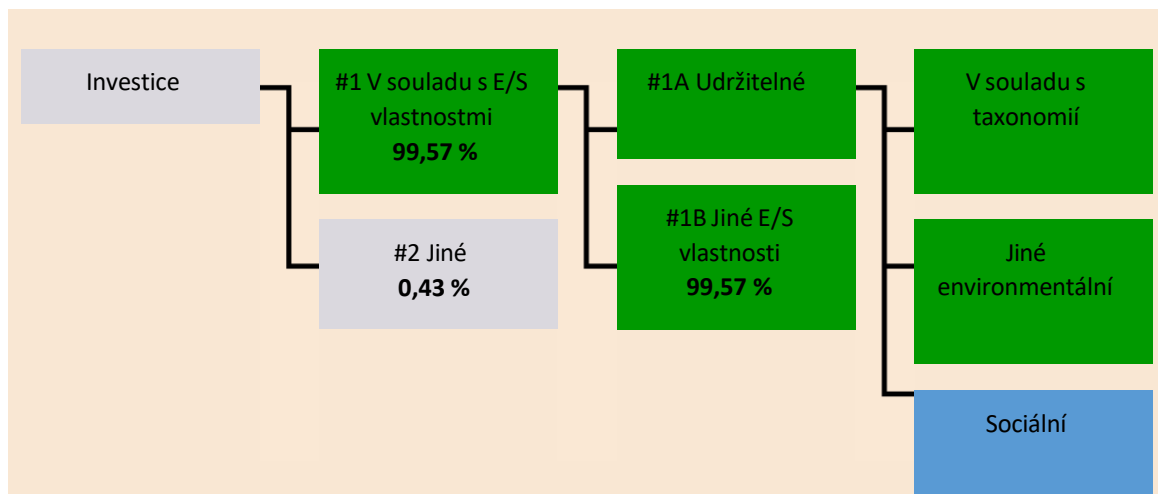 Investice
#1 V souladu s E/S
vlastnostmi
99,57 %
#2 Jiné
0,43 %
#1A Udržitelné
#1B Jiné E/S
vlastnosti
99,57 %
V souladu s
taxonomií
Jiné
environmentální
Sociální